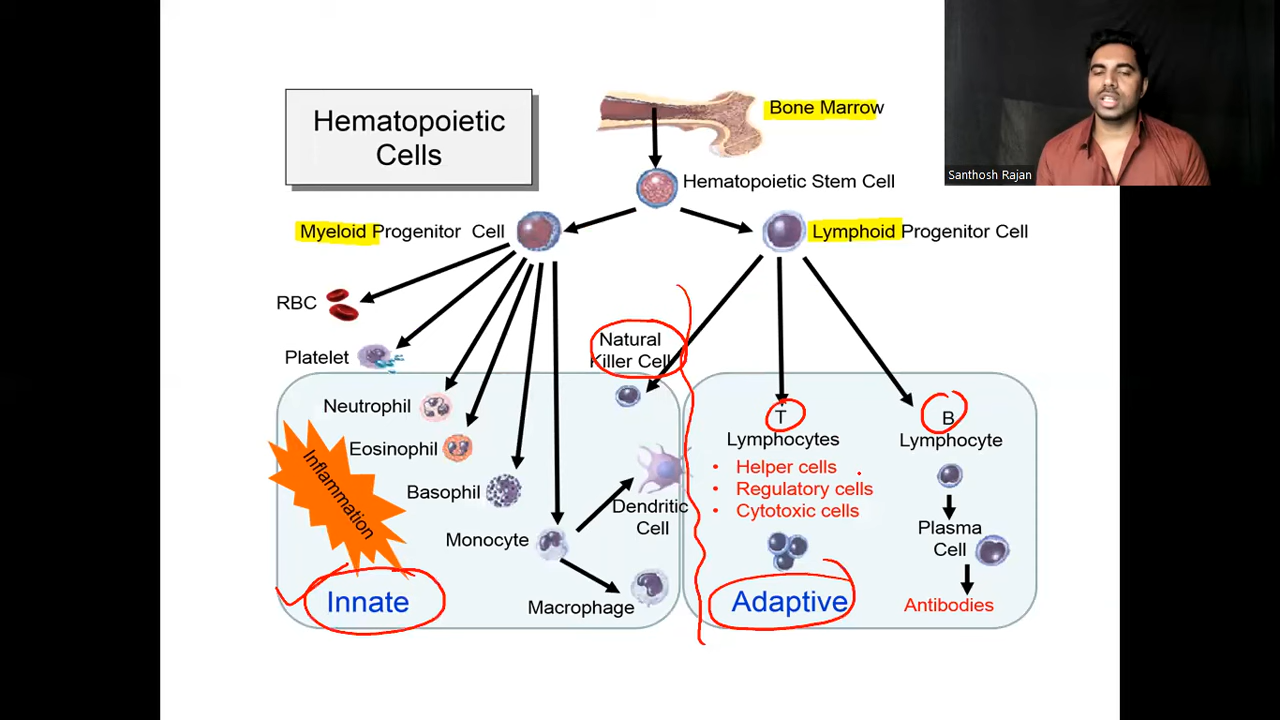 Hematopoietic
Cells
Bone Marrow
Santhosh Rajan
Hematopoietic Stem Cell
Myeloid Progenitor Cell
Lymphoid Progenitor Cell
RBC
Natural
Killer Cell
Platelet
Neutrophil
Eosinophil
Basophil
Monocyte
Dendritic
Cell
Macrophage
Inflammation
Innate
T
Lymphocytes
• Helper cells
• Regulatory cells
• Cytotoxic cells
Adaptive
B
Lymphocyte
Plasma
Cell
Antibodies